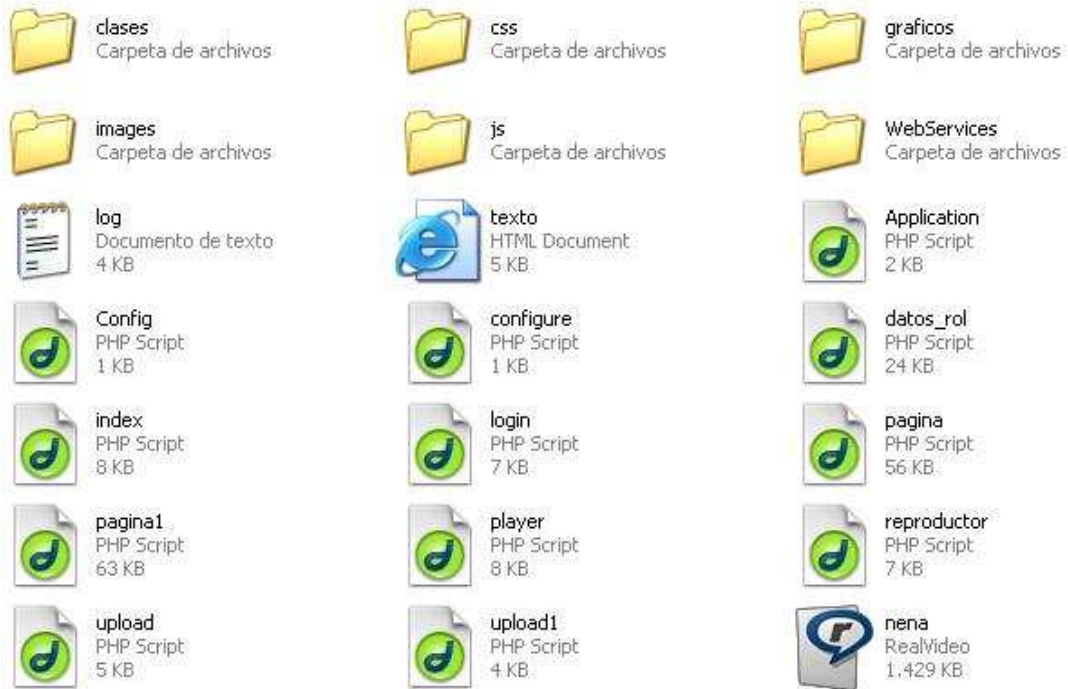 clases
Carpeta de archivos
css
Carpeta de archivos
graficos
Carpeta de archivos
images
Carpeta de archivos
js
Carpeta de archivos
WebServices
Carpeta de archivos
log
Documento de texto
4 KB
texto
HTML Document
5 KB
Application
PHP Script
2 KB
Config
PHP Script
1 KB
configure
PHP Script
1 KB
datos_rol
PHP Script
24 KB
index
PHP Script
8 KB
login
PHP Script
7 KB
pagina
PHP Script
56 KB
pagina1
PHP Script
63 KB
player
PHP Script
8 KB
reproductor
PHP Script
7 KB
upload
PHP Script
5 KB
upload1
PHP Script
4 KB
nena
RealVideo
1.429 KB